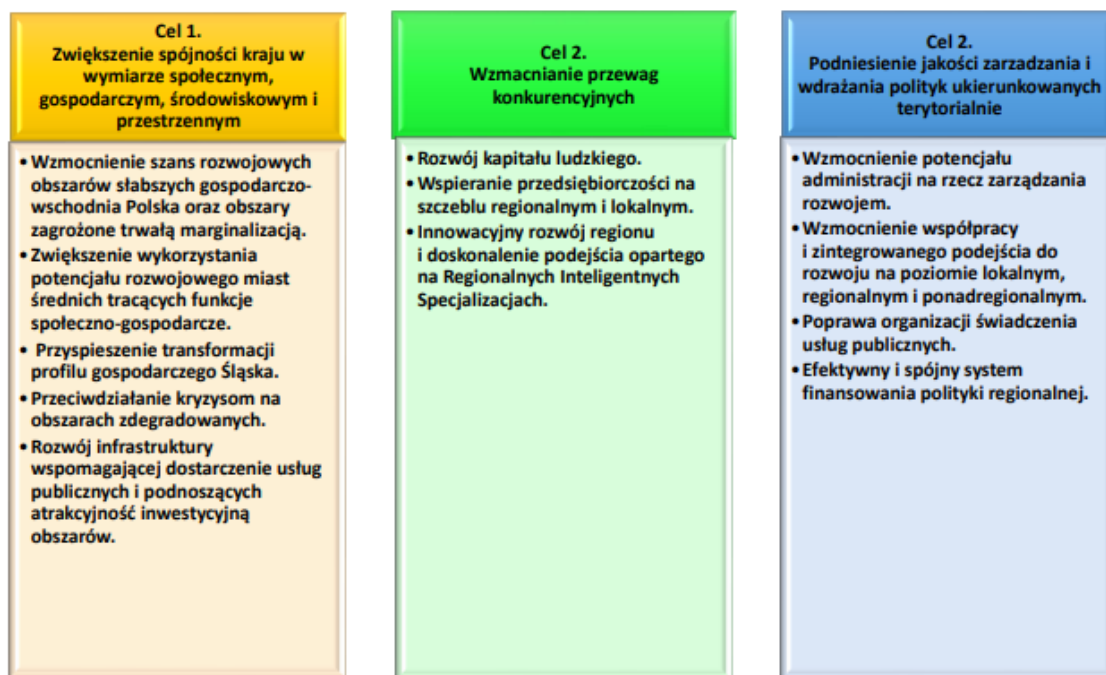 Cel 1.
Zwiększenie spójności kraju w
wymiarze społecznym,
gospodarczym, środowiskowym i
przestrzennym
• Wzmocnienie szans rozwojowych
obszarów słabszych gospodarczo-
wschodnia Polska oraz obszary
zagrożone trwałą marginalizacją.
• Zwiększenie wykorzystania
potencjału rozwojowego miast
średnich tracących funkcje
społeczno-gospodarcze.
• Przyspieszenie transformacji
profilu gospodarczego Śląska.
• Przeciwdziałanie kryzysom na
obszarach zdegradowanych.
• Rozwój infrastruktury
wspomagającej dostarczenie usług
publicznych i podnoszących
atrakcyjność inwestycyjną
obszarów.
Cel 2.
Wzmacnianie przewag
konkurencyjnych
• Rozwój kapitału ludzkiego.
• Wspieranie przedsiębiorczości na
szczeblu regionalnym i lokalnym.
• Innowacyjny rozwój regionu
i doskonalenie podejścia opartego
na Regionalnych Inteligentnych
Specjalizacjach.
Cel 2.
Podniesienie jakości zarzadzania i
wdrażania polityk ukierunkowanych
terytorialnie
• Wzmocnienie potencjału
administracji na rzecz zarządzania
rozwojem.
• Wzmocnienie współpracy
i zintegrowanego podejścia do
rozwoju na poziomie lokalnym,
regionalnym i ponadregionalnym.
• Poprawa organizacji świadczenia
usług publicznych.
• Efektywny i spójny system
finansowania polityki regionalnej.